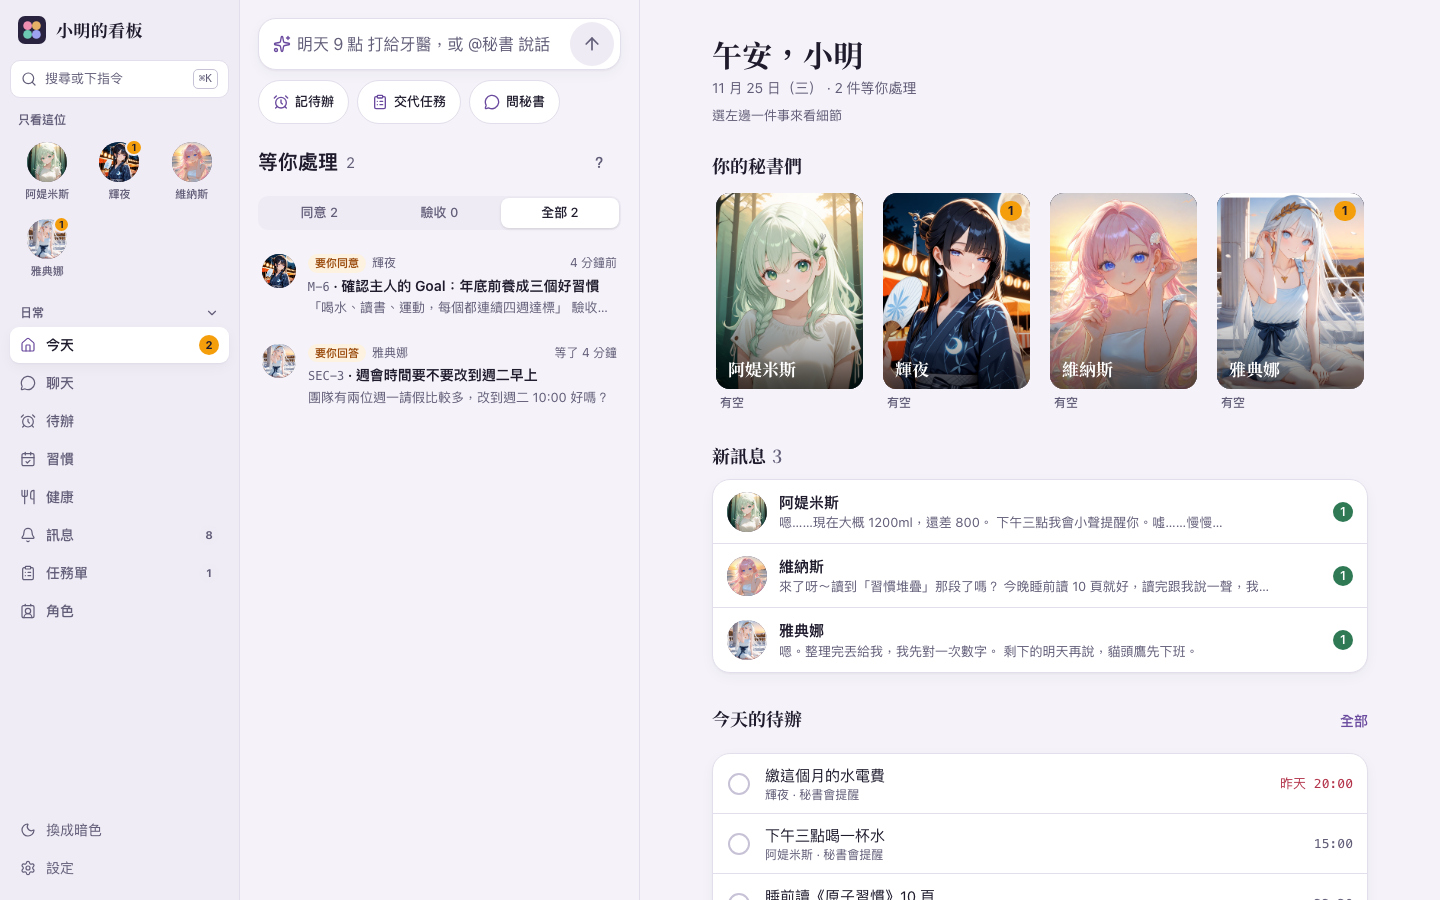 小明的看板
搜尋或下指令 ⌘K
只看這位
阿媞米斯
輝夜 1
維納斯
雅典娜 1
日常
今天 2
聊天
待辦
習慣
健康
訊息 8
任務單 1
角色
換成暗色
設定
明天 9 點 打給牙醫，或 @秘書 說話
記待辦
交代任務
問秘書
等你處理 2 ?
同意 2
驗收 0
全部 2
要你同意 輝夜 4 分鐘前
M-6 · 確認主人的 Goal：年底前養成三個好習慣
「喝水、讀書、運動，每個都連續四週達標」 驗收...
要你回答 雅典娜 等了 4 分鐘
SEC-3 · 週會時間要不要改到週二早上
團隊有兩位週一請假比較多，改到週二 10:00 好嗎？
午安，小明
11 月 25 日（三） · 2 件等你處理
選左邊一件事來看細節
你的秘書們
阿媞米斯
有空
1
輝夜
有空
維納斯
有空
1
雅典娜
有空
新訊息 3
阿媞米斯
嗯……現在大概 1200ml，還差 800。 下午三點我會小聲提醒你。噓……慢慢...
1
維納斯
來了呀～讀到「習慣堆疊」那段了嗎？ 今晚睡前讀 10 頁就好，讀完跟我說一聲，我...
1
雅典娜
嗯。整理完丟給我，我先對一次數字。 剩下的明天再說，貓頭鷹先下班。
1
今天的待辦 全部
繳這個月的水電費
輝夜 · 秘書會提醒
昨天 20:00
下午三點喝一杯水
阿媞米斯 · 秘書會提醒
15:00
睡前讀《原子習慣》10 頁